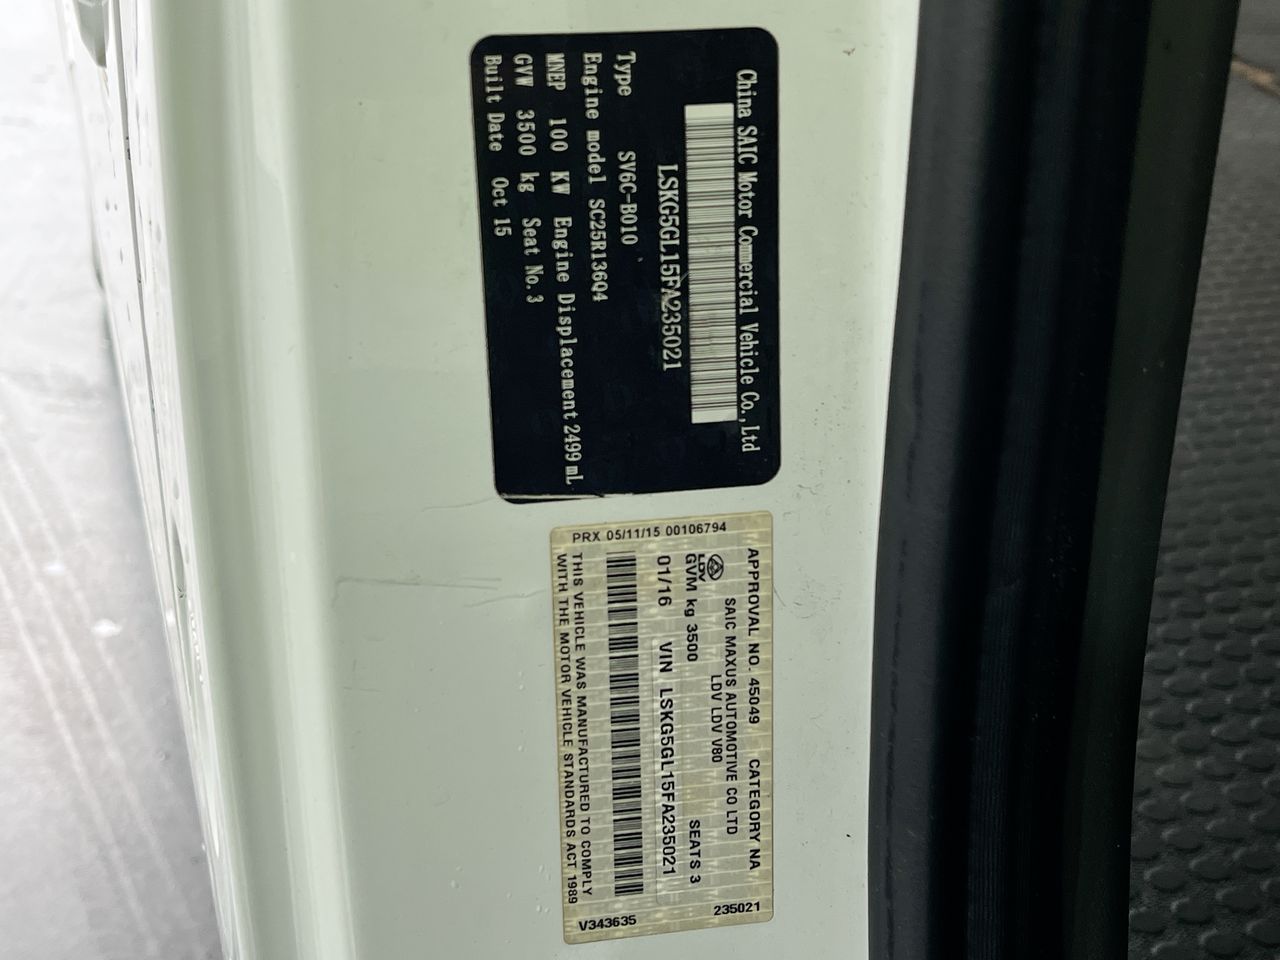 China SAIC Motor Commercial Vehicle Co.,Ltd
LSKG5GL15FA235021
Type SV6C-B010
Engine model SC25R136Q4
MNEP 100 KW Engine Displacement 2499 mL
GVW 3500 kg Seat No.3
Built Date Oct 15
APPROVAL NO. 45049 CATEGORY NA
SAIC MAXUS AUTOMOTIVE CO LTD
LDV LDV V80
LDV
GVM kg 3500 SEATS 3
01/16 VIN LSKG5GL15FA235021
THIS VEHICLE WAS MANUFACTURED TO COMPLY
WITH THE MOTOR VEHICLE STANDARDS ACT 1989
PRX 05/11/15 00106794
235021
V343635